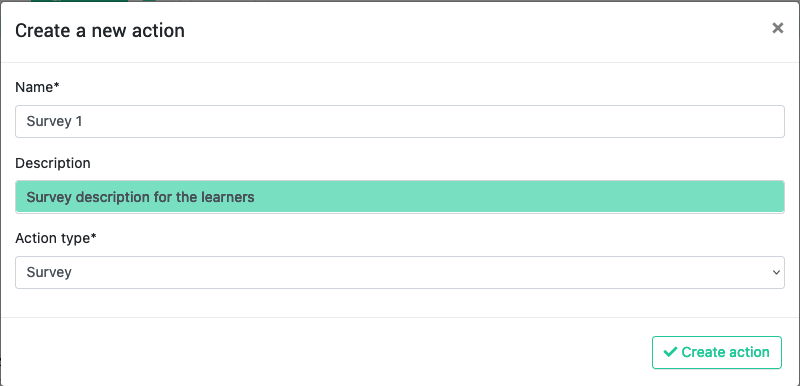 Create a new action
Name*
Survey 1
Description
Survey description for the learners
Action type*
Survey
Create action